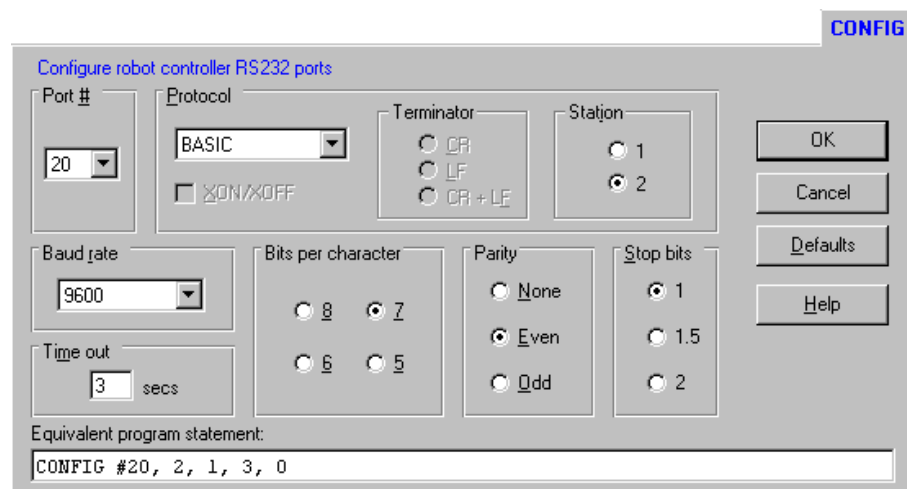 CONFIG
Configure robot controller RS232 ports
Port #
20
Protocol
BASIC
XON/XOFF
Terminator
CR
LF
CR + LF
Station
1
2
OK
Cancel
Defaults
Help
Baud rate
9600
Time out
3 secs
Bits per character
8 7
6 5
Parity
None
Even
Odd
Stop bits
1
1.5
2
Equivalent program statement:
CONFIG #20, 2, 1, 3, 0